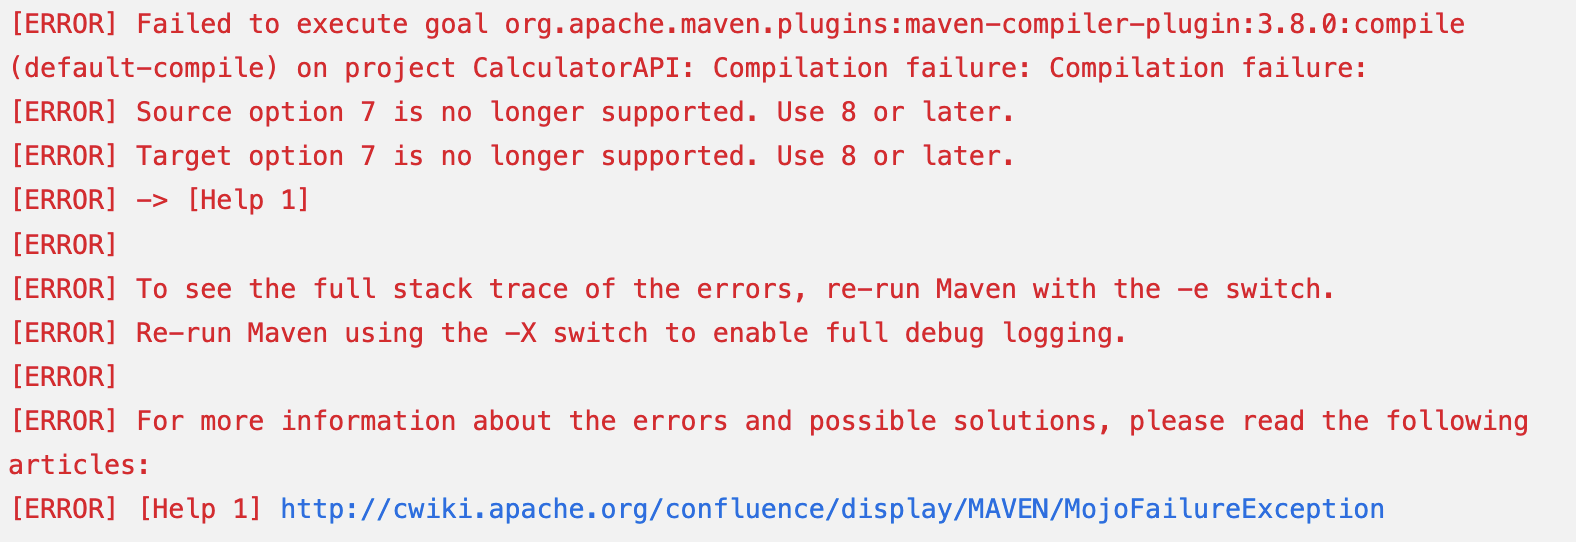 [ERROR] Failed to execute goal org.apache.maven.plugins:maven-compiler-plugin:3.8.0:compile
(default-compile) on project CalculatorAPI: Compilation failure: Compilation failure:
[ERROR] Source option 7 is no longer supported. Use 8 or later.
[ERROR] Target option 7 is no longer supported. Use 8 or later.
[ERROR] -> [Help 1]
[ERROR]
[ERROR] To see the full stack trace of the errors, re-run Maven with the -e switch.
[ERROR] Re-run Maven using the -X switch to enable full debug logging.
[ERROR]
[ERROR] For more information about the errors and possible solutions, please read the following
articles:
[ERROR] [Help 1] http://cwiki.apache.org/confluence/display/MAVEN/MojoFailureException